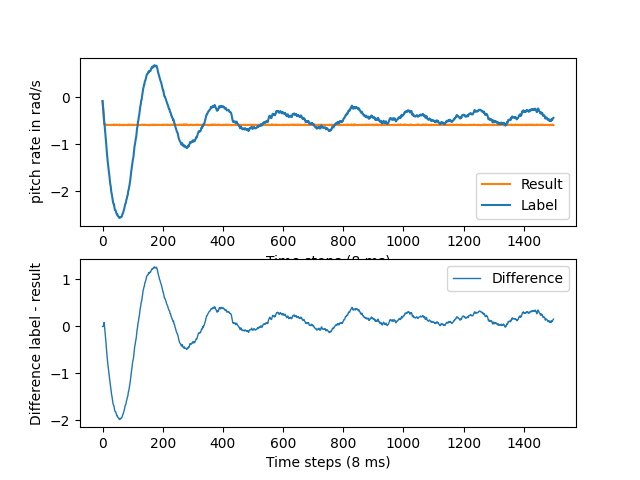 pitch rate in rad/s
0
−1
−2
Result
Label
0 200 400 600 800 1000 1200 1400
Time steps (8 ms)
Difference label - result
1
0
−1
−2
Difference
0 200 400 600 800 1000 1200 1400
Time steps (8 ms)